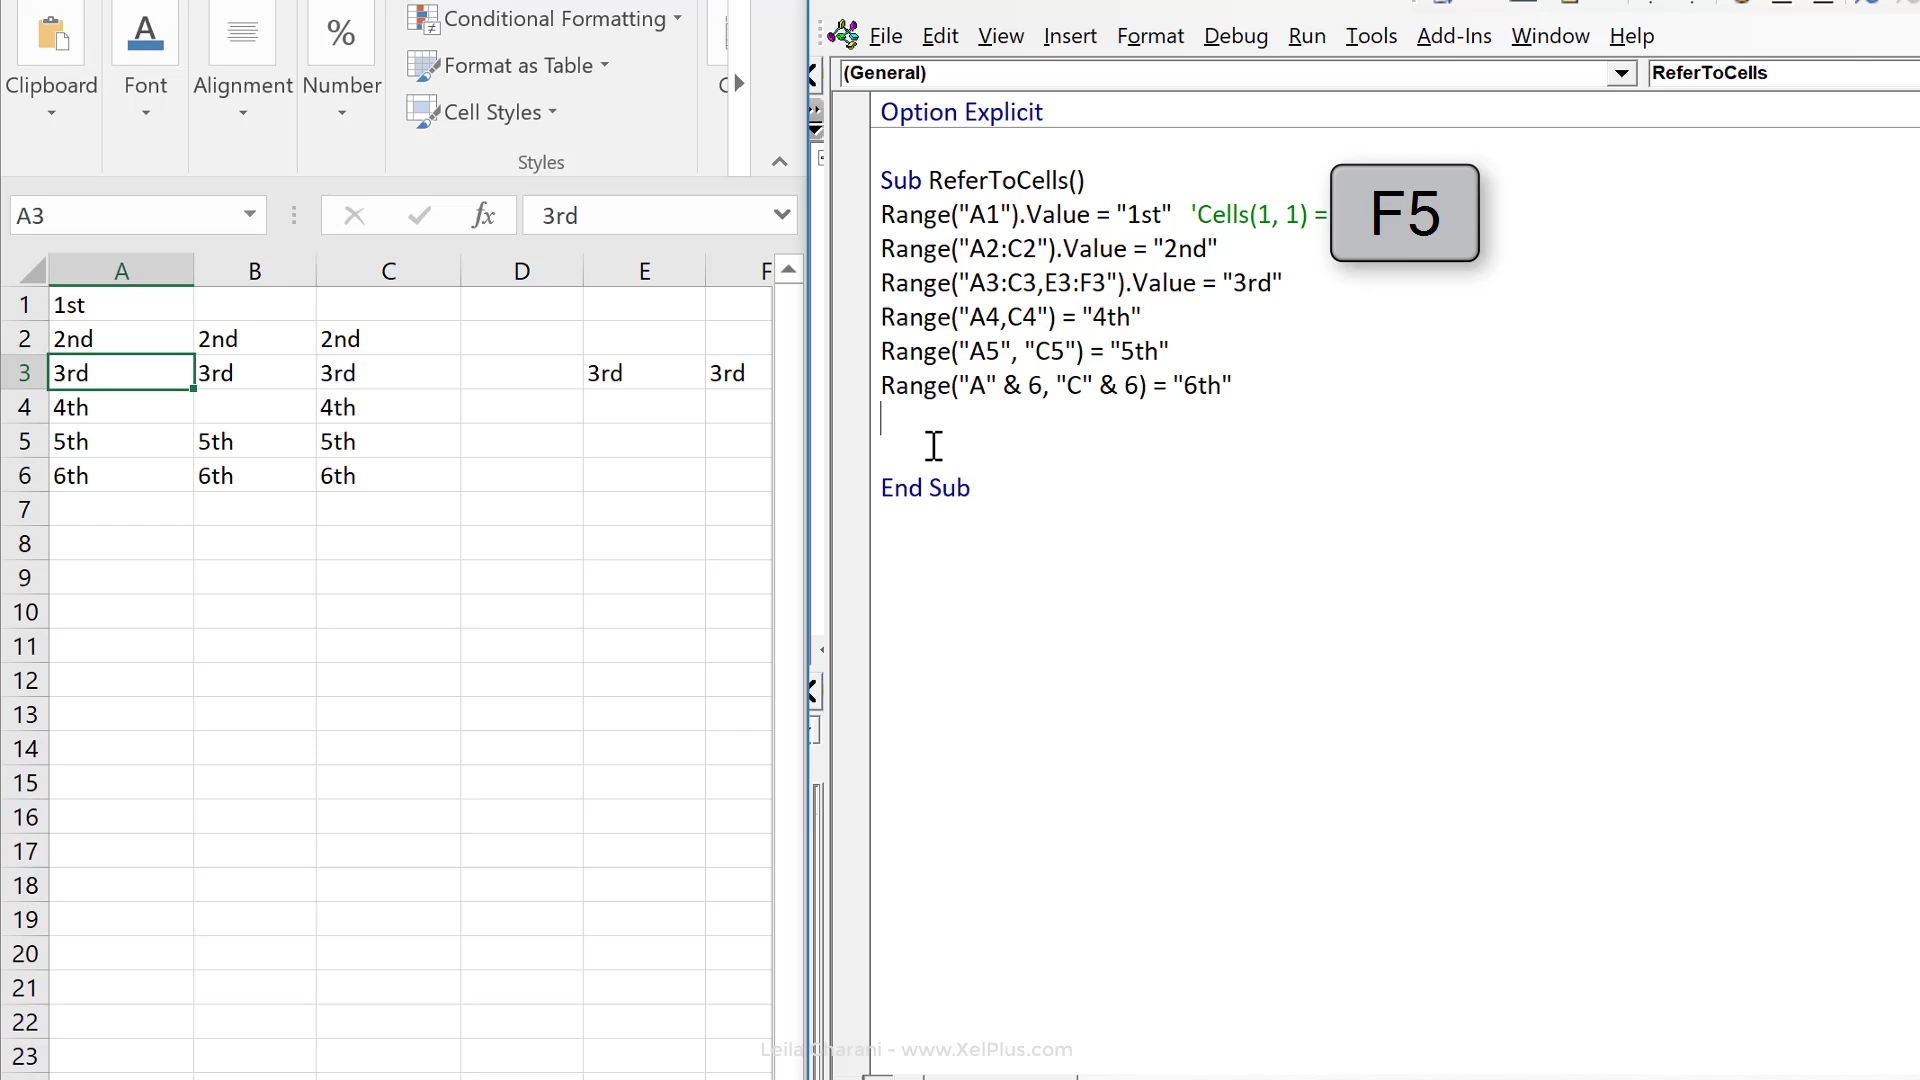 Conditional Formatting
Format as Table
Cell Styles
Clipboard Font Alignment Number
Styles
A3 fx 3rd
A B C D E F
1 1st
2 2nd 2nd 2nd
3 3rd 3rd 3rd 3rd 3rd
4 4th 4th
5 5th 5th 5th
6 6th 6th 6th
7
8
9
10
11
12
13
14
15
16
17
18
19
20
21
22
23
File Edit View Insert Format Debug Run Tools Add-Ins Window Help
(General) ReferToCells
Option Explicit
Sub ReferToCells()
Range("A1").Value = "1st" 'Cells(1, 1) =
F5
Range("A2:C2").Value = "2nd"
Range("A3:C3,E3:F3").Value = "3rd"
Range("A4,C4") = "4th"
Range("A5", "C5") = "5th"
Range("A" & 6, "C" & 6) = "6th"
End Sub
Leila Gharani - www.XelPlus.com